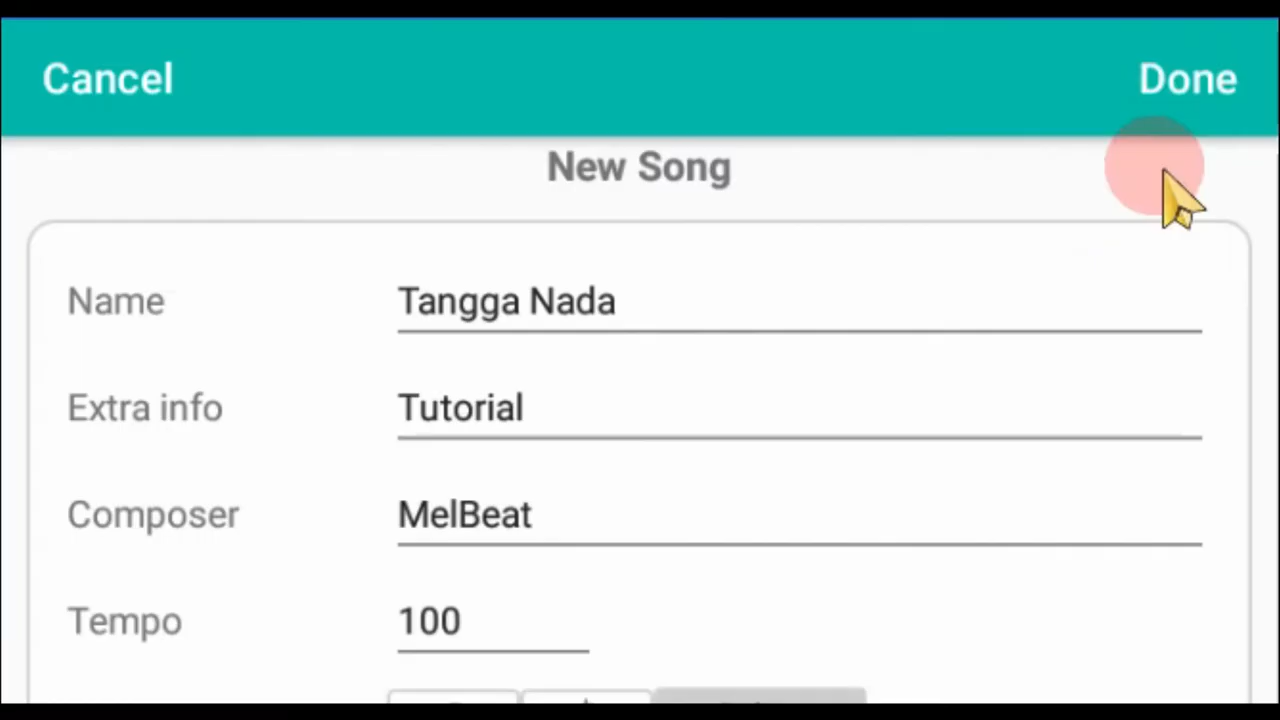 Cancel Done
New Song
Name Tangga Nada
Extra info Tutorial
Composer MelBeat
Tempo 100